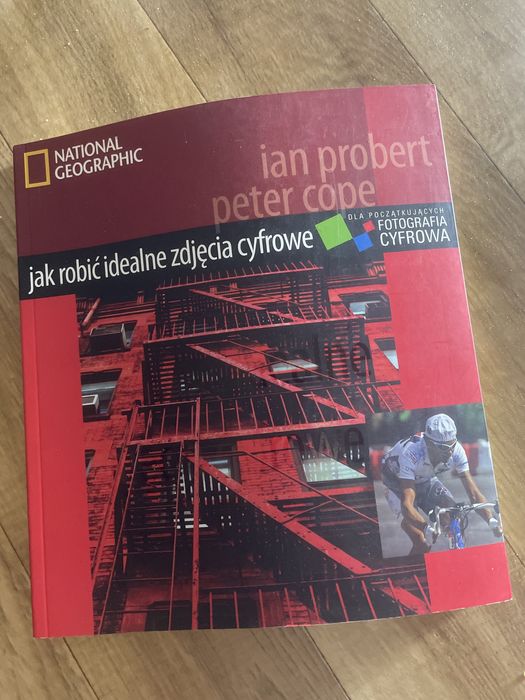 NATIONAL
GEOGRAPHIC
ian probert
peter cope
jak robić idealne zdjęcia cyfrowe
DLA POCZĄTKUJĄCYCH
FOTOGRAFIA
CYFROWA